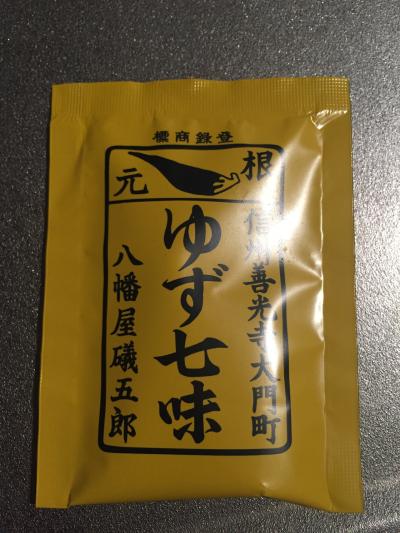 標商錄登
根元
信州善光寺大門町
ゆず七味
八幡屋礒五郎